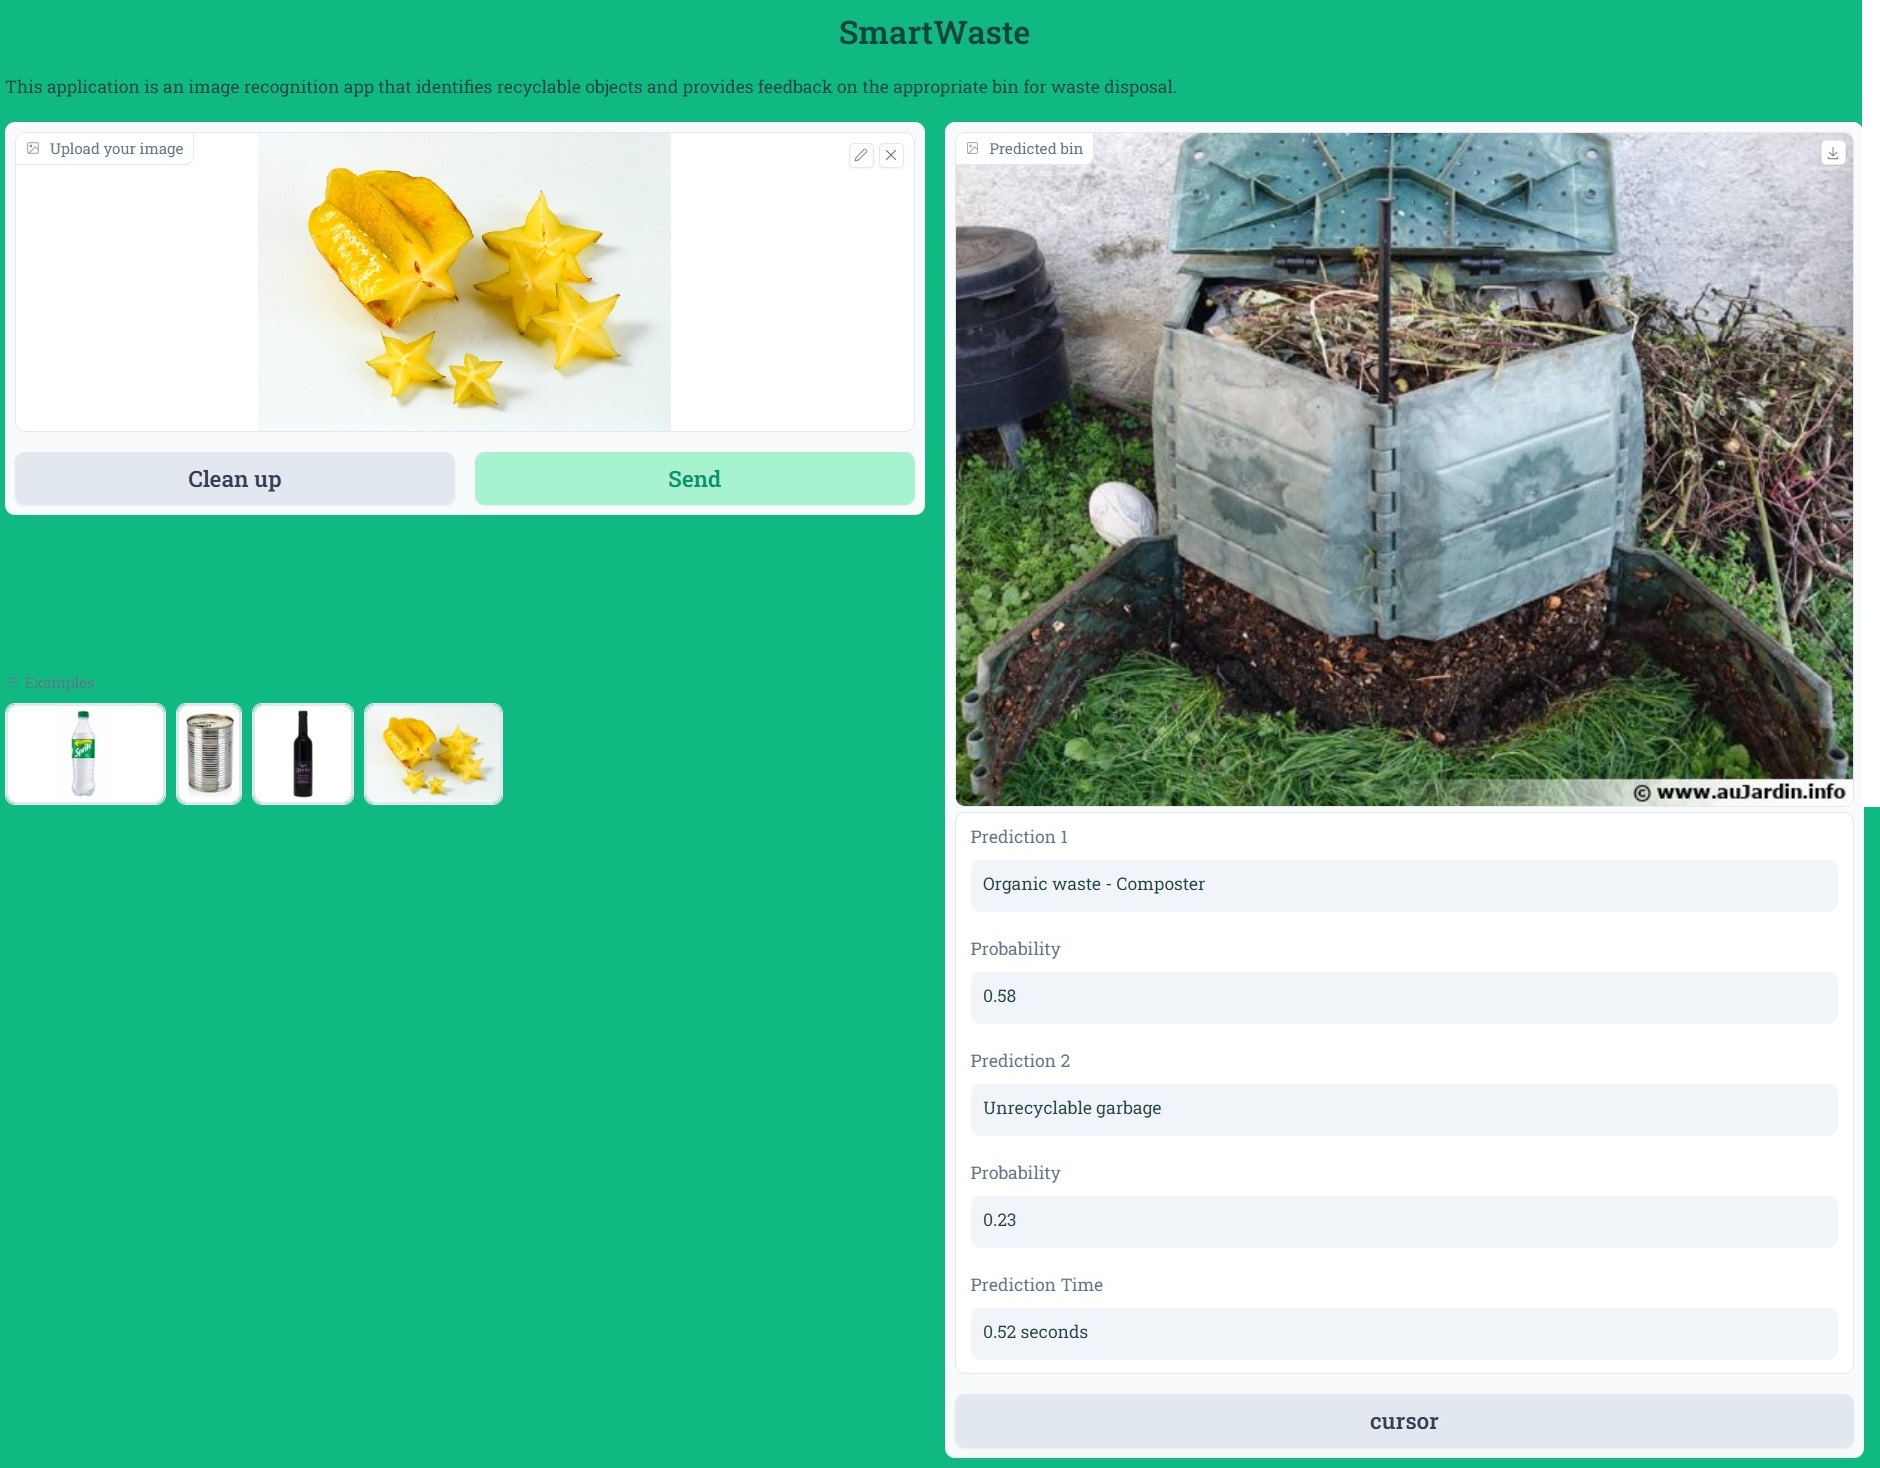 SmartWaste
This application is an image recognition app that identifies recyclable objects and provides feedback on the appropriate bin for waste disposal.
Upload your image
Clean up
Send
Examples
Sprite
Predicted bin
© www.auJardin.info
Prediction 1
Organic waste - Composter
Probability
0.58
Prediction 2
Unrecyclable garbage
Probability
0.23
Prediction Time
0.52 seconds
cursor